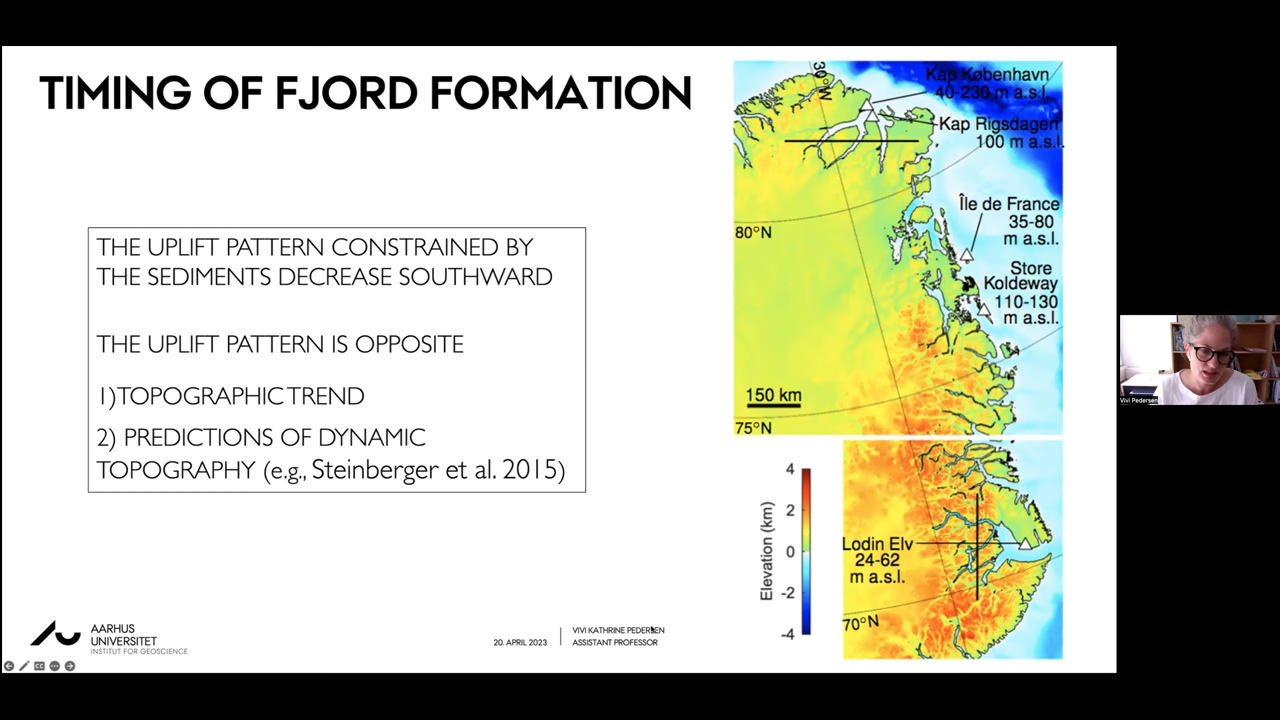 TIMING OF FJORD FORMATION
THE UPLIFT PATTERN CONSTRAINED BY
THE SEDIMENTS DECREASE SOUTHWARD
THE UPLIFT PATTERN IS OPPOSITE
1)TOPOGRAPHIC TREND
2) PREDICTIONS OF DYNAMIC
TOPOGRAPHY (e.g., Steinberger et al. 2015)
30°W
Kap København
40-230 m a.s.l.
Kap Rigsdagen
100 m a.s.l.
Île de France
35-80
m a.s.l.
80°N
Store
Koldeway
110-130
m a.s.l.
150 km
75°N
4
2
0
-2
-4
Elevation (km)
Lodin Elv
24-62
m a.s.l.
70°N
AARHUS
UNIVERSITET
INSTITUT FOR GEOSCIENCE
20. APRIL 2023
VIVI KATHRINE PEDERSEN
ASSISTANT PROFESSOR
Vivi Pedersen